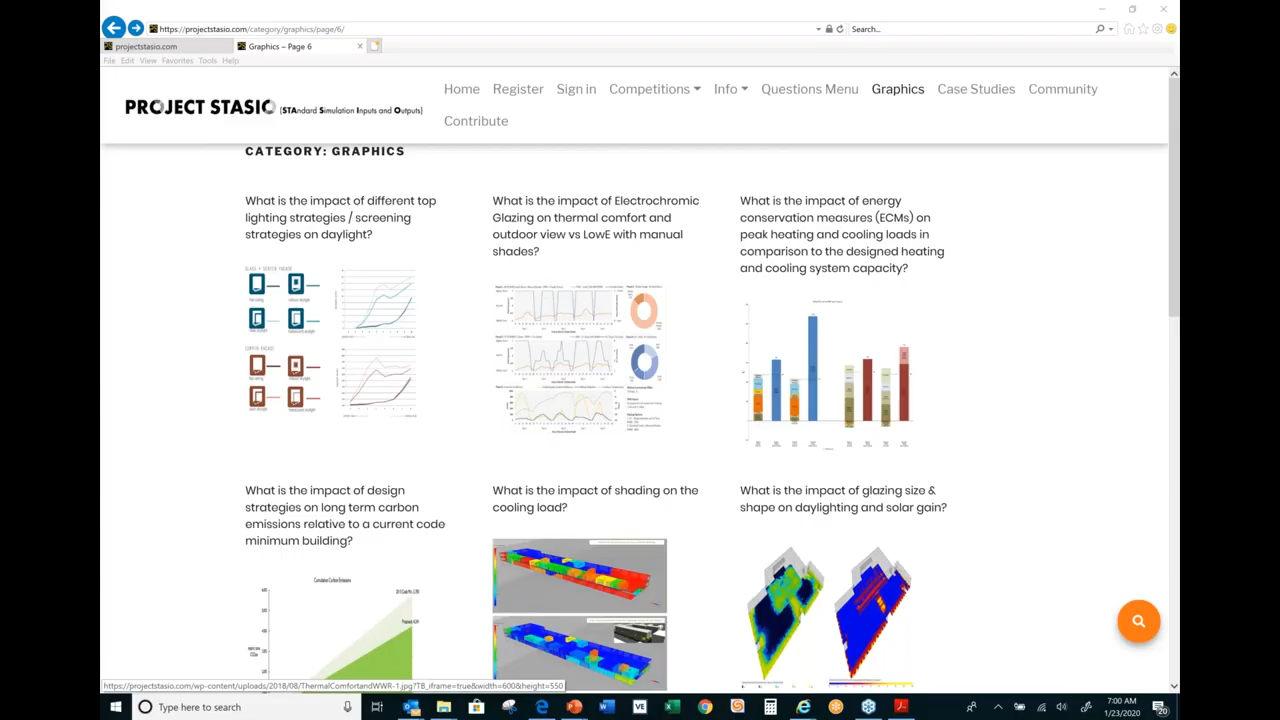 https://projectstasio.com/category/graphics/page/6/
Search...
projectstasio.com
Graphics – Page 6
File Edit View Favorites Tools Help
PROJECT STASIO (STAndard Simulation Inputs and Outputs)
Home Register Sign in Competitions Info Questions Menu Graphics Case Studies Community
Contribute
CATEGORY: GRAPHICS
What is the impact of different top
lighting strategies / screening
strategies on daylight?
What is the impact of Electrochromic
Glazing on thermal comfort and
outdoor view vs LowE with manual
shades?
What is the impact of energy
conservation measures (ECMs) on
peak heating and cooling loads in
comparison to the designed heating
and cooling system capacity?
What is the impact of design
strategies on long term carbon
emissions relative to a current code
minimum building?
What is the impact of shading on the
cooling load?
What is the impact of glazing size &
shape on daylighting and solar gain?
Cumulative Carbon Emissions
https://projectstasio.com/wp-content/uploads/2018/08/ThermalComfortandWWR-1.jpg?TB_iframe=true&width=600&height=550
Type here to search
7:00 AM
1/23/2020
20